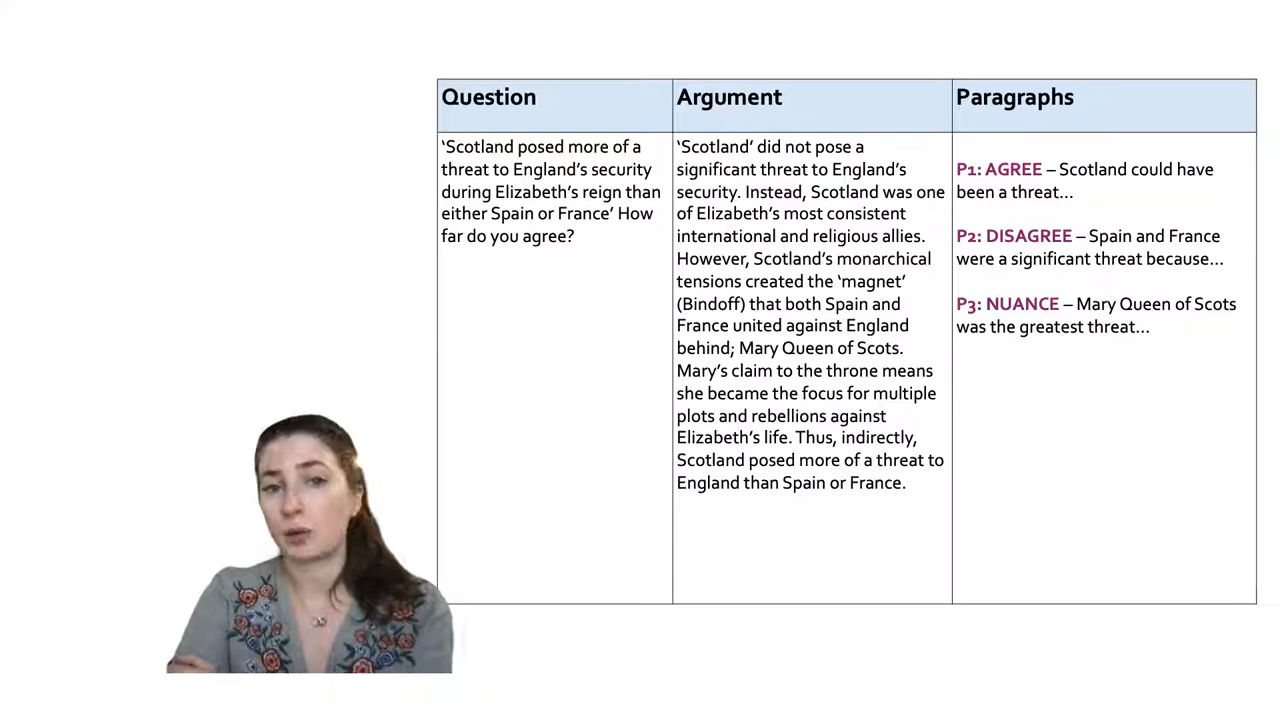 Question
Argument
Paragraphs
‘Scotland posed more of a
threat to England’s security
during Elizabeth’s reign than
either Spain or France’ How
far do you agree?
‘Scotland’ did not pose a
significant threat to England’s
security. Instead, Scotland was one
of Elizabeth’s most consistent
international and religious allies.
However, Scotland’s monarchical
tensions created the ‘magnet’
(Bindoff) that both Spain and
France united against England
behind; Mary Queen of Scots.
Mary’s claim to the throne means
she became the focus for multiple
plots and rebellions against
Elizabeth’s life. Thus, indirectly,
Scotland posed more of a threat to
England than Spain or France.
P1: AGREE – Scotland could have
been a threat…
P2: DISAGREE – Spain and France
were a significant threat because…
P3: NUANCE – Mary Queen of Scots
was the greatest threat…